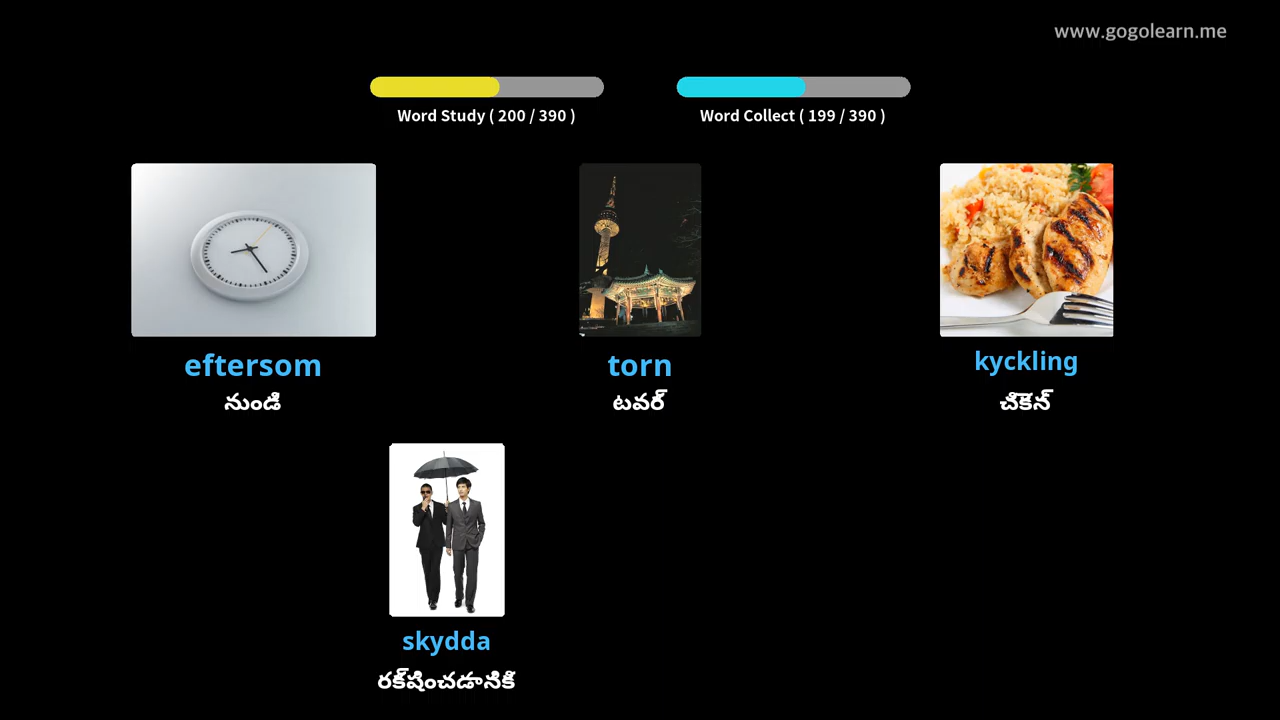 www.gogolearn.me
Word Study ( 200 / 390 )
Word Collect ( 199 / 390 )
eftersom
నుండి
torn
టవర్
kyckling
చికెన్
skydda
రక్షించడానికి